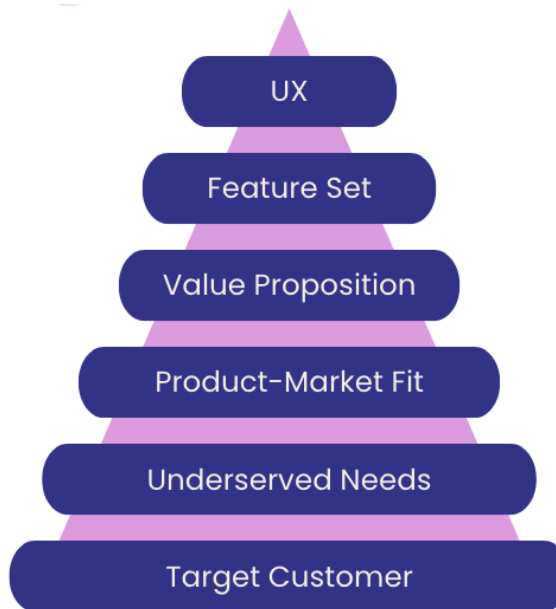 UX
Feature Set
Value Proposition
Product-Market Fit
Underserved Needs
Target Customer